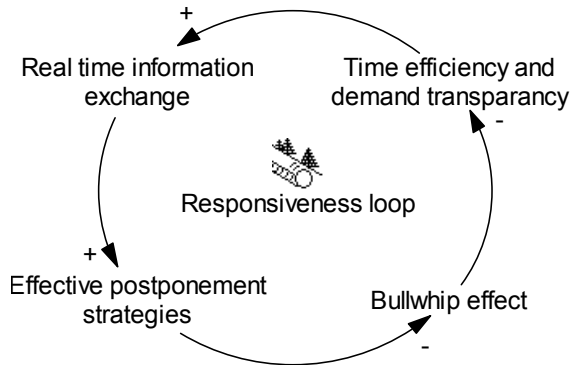 +
Real time information
exchange
Time efficiency and
demand transparancy
-
Responsiveness loop
+
Effective postponement
strategies
Bullwhip effect
-